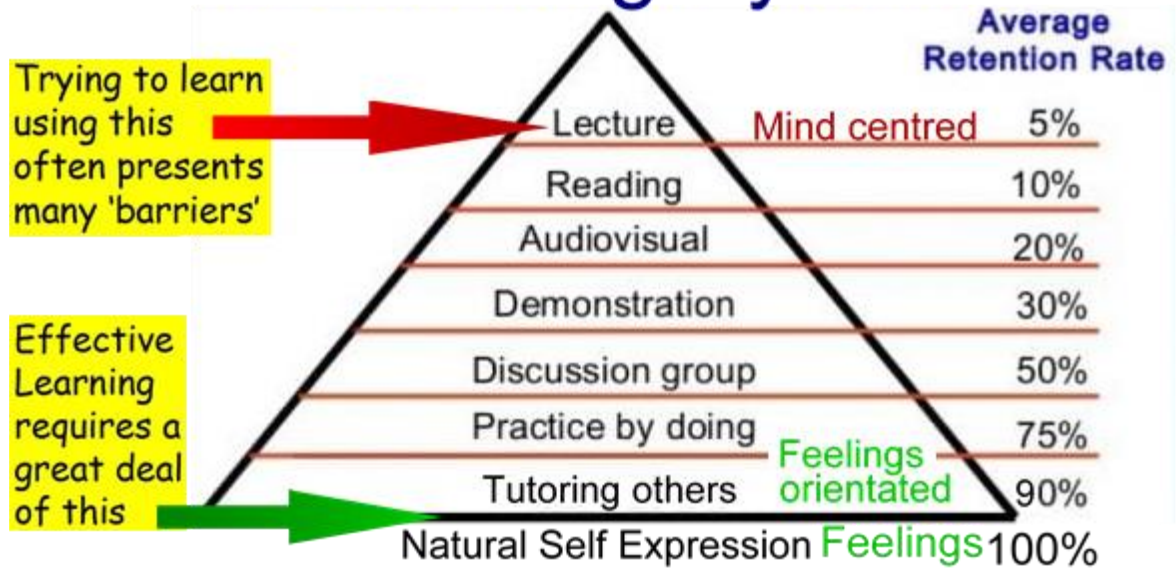 Average
Retention Rate
Trying to learn
using this
often presents
many 'barriers'
Lecture Mind centred 5%
Reading 10%
Audiovisual 20%
Demonstration 30%
Effective
Learning
requires a
great deal
of this
Discussion group 50%
Practice by doing 75%
Feelings
orientated
Tutoring others 90%
Natural Self Expression Feelings 100%